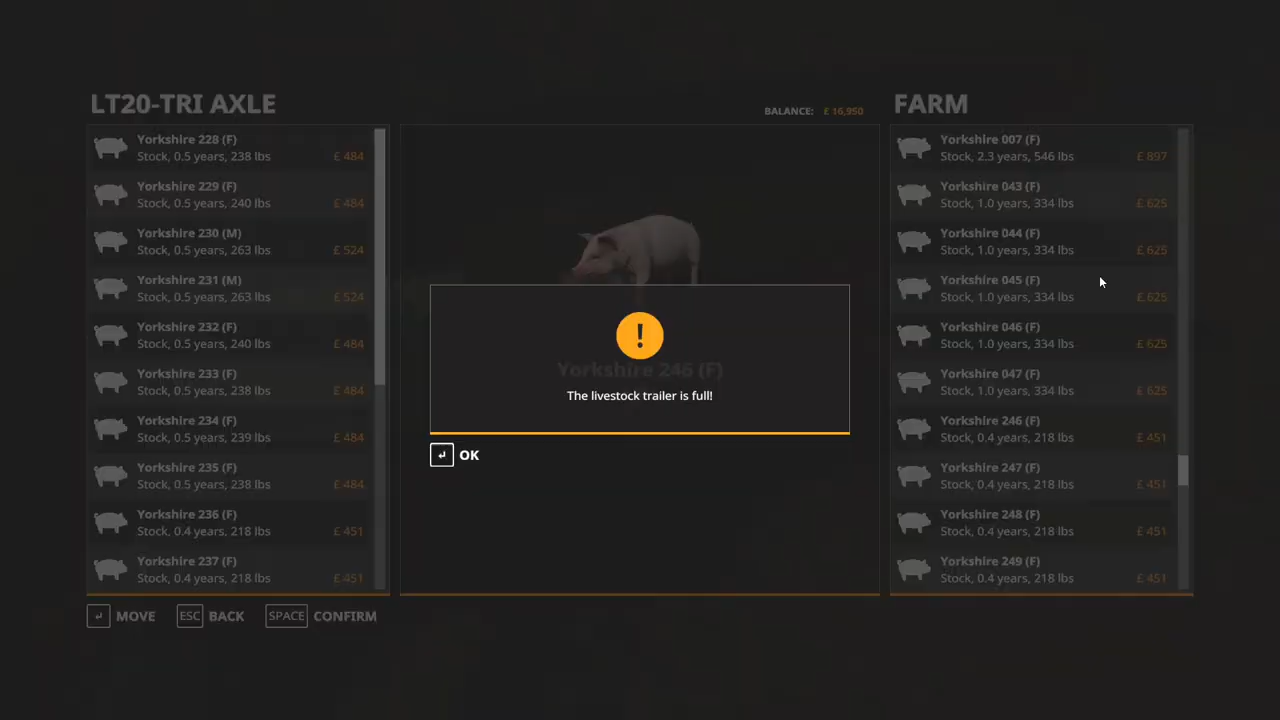 LT20-TRI AXLE
BALANCE: £ 16,950
FARM
Yorkshire 228 (F)
Stock, 0.5 years, 238 lbs £ 484
Yorkshire 229 (F)
Stock, 0.5 years, 240 lbs £ 484
Yorkshire 230 (M)
Stock, 0.5 years, 263 lbs £ 524
Yorkshire 231 (M)
Stock, 0.5 years, 263 lbs £ 524
Yorkshire 232 (F)
Stock, 0.5 years, 240 lbs £ 484
Yorkshire 233 (F)
Stock, 0.5 years, 238 lbs £ 484
Yorkshire 234 (F)
Stock, 0.5 years, 239 lbs £ 484
Yorkshire 235 (F)
Stock, 0.5 years, 238 lbs £ 484
Yorkshire 236 (F)
Stock, 0.4 years, 218 lbs £ 451
Yorkshire 237 (F)
Stock, 0.4 years, 218 lbs £ 451
Yorkshire 246 (F)
The livestock trailer is full!
OK
Yorkshire 007 (F)
Stock, 2.3 years, 546 lbs £ 897
Yorkshire 043 (F)
Stock, 1.0 years, 334 lbs £ 625
Yorkshire 044 (F)
Stock, 1.0 years, 334 lbs £ 625
Yorkshire 045 (F)
Stock, 1.0 years, 334 lbs £ 625
Yorkshire 046 (F)
Stock, 1.0 years, 334 lbs £ 625
Yorkshire 047 (F)
Stock, 1.0 years, 334 lbs £ 625
Yorkshire 246 (F)
Stock, 0.4 years, 218 lbs £ 451
Yorkshire 247 (F)
Stock, 0.4 years, 218 lbs £ 451
Yorkshire 248 (F)
Stock, 0.4 years, 218 lbs £ 451
Yorkshire 249 (F)
Stock, 0.4 years, 218 lbs £ 451
MOVE ESC BACK SPACE CONFIRM